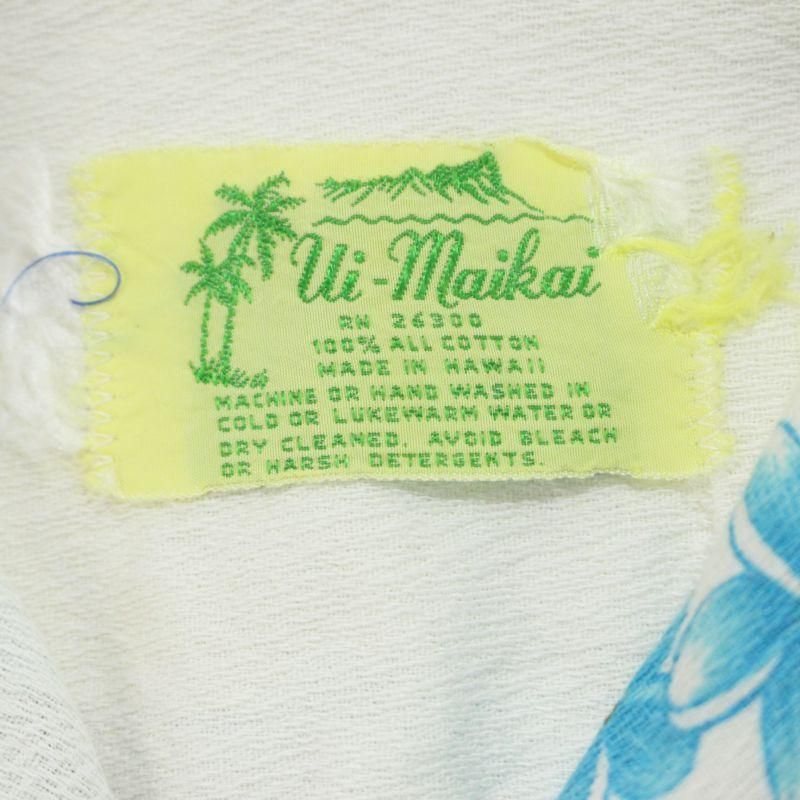 Ui-Maikai
RN 26300
100% ALL COTTON
MADE IN HAWAII
MACHINE OR HAND WASHED IN
COLD OR LUKEWARM WATER OR
DRY CLEANED. AVOID BLEACH
OR HARSH DETERGENTS.